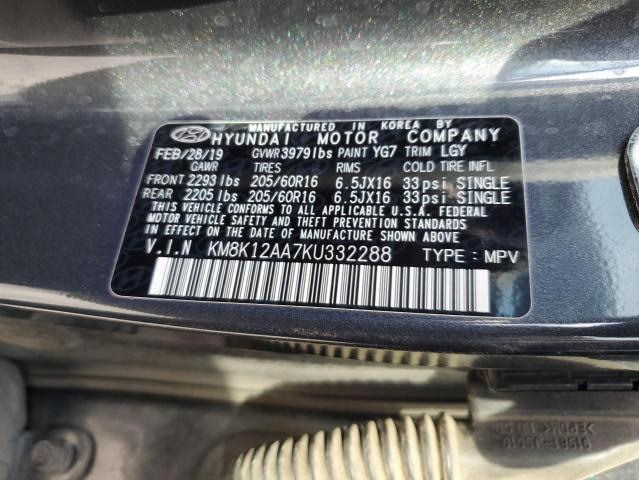 MANUFACTURED IN KOREA BY
HYUNDAI MOTOR COMPANY
FEB/28/19 GVWR3979lbs PAINT YG7 TRIM LGY
GAWR TIRES RIMS COLD TIRE INFL
FRONT 2293lbs 205/60R16 6.5JX16 33psi SINGLE
REAR 2205lbs 205/60R16 6.5JX16 33psi SINGLE
THIS VEHICLE CONFORMS TO ALL APPLICABLE U.S.A. FEDERAL
MOTOR VEHICLE SAFETY AND THEFT PREVENTION STANDARDS
IN EFFECT ON THE DATE OF MANUFACTURE SHOWN ABOVE.
V.I.N KM8K12AA7KU332288 TYPE : MPV